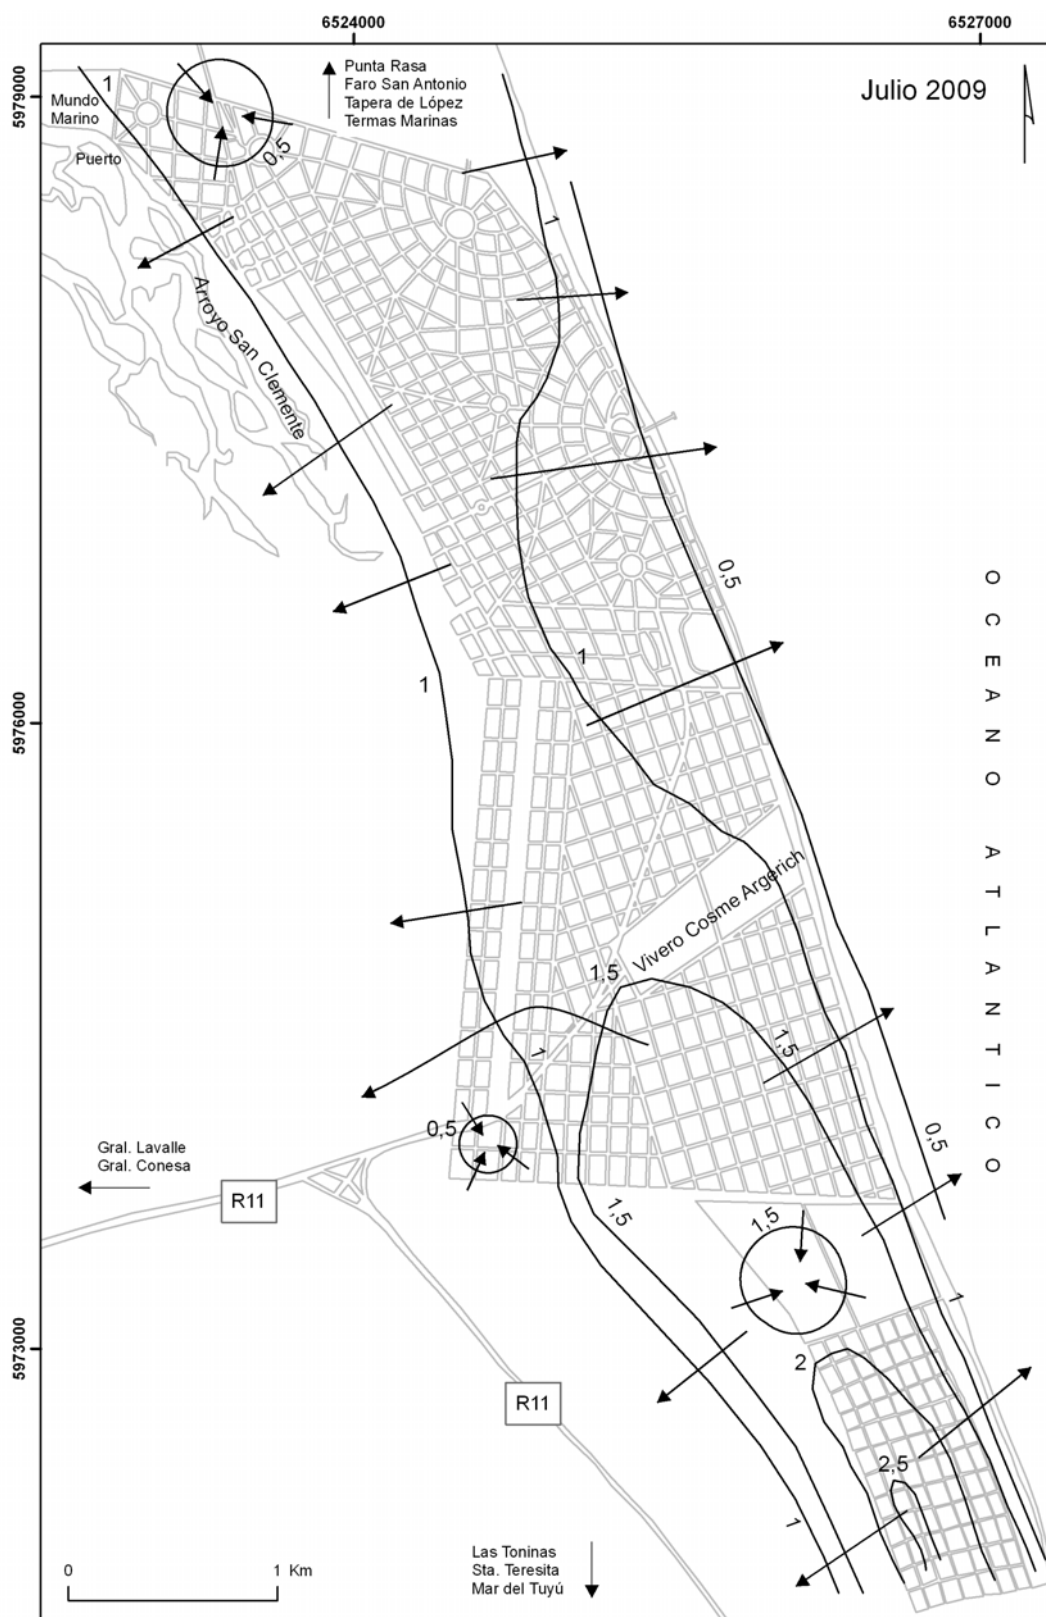 6524000
6527000
5979000
5976000
5973000
Julio 2009
Punta Rasa
Faro San Antonio
Tapera de López
Termas Marinas
Mundo
Marino
Puerto
1
0,5
1
Arroyo San Clemente
0,5
1
1
OCEANO ATLANTICO
Vivero Cosme Argerich
1,5
1,5
1
0,5
0,5
Gral. Lavalle
Gral. Conesa
R11
1,5
1,5
1
2
R11
2,5
1
Las Toninas
Sta. Teresita
Mar del Tuyú
0
1 Km